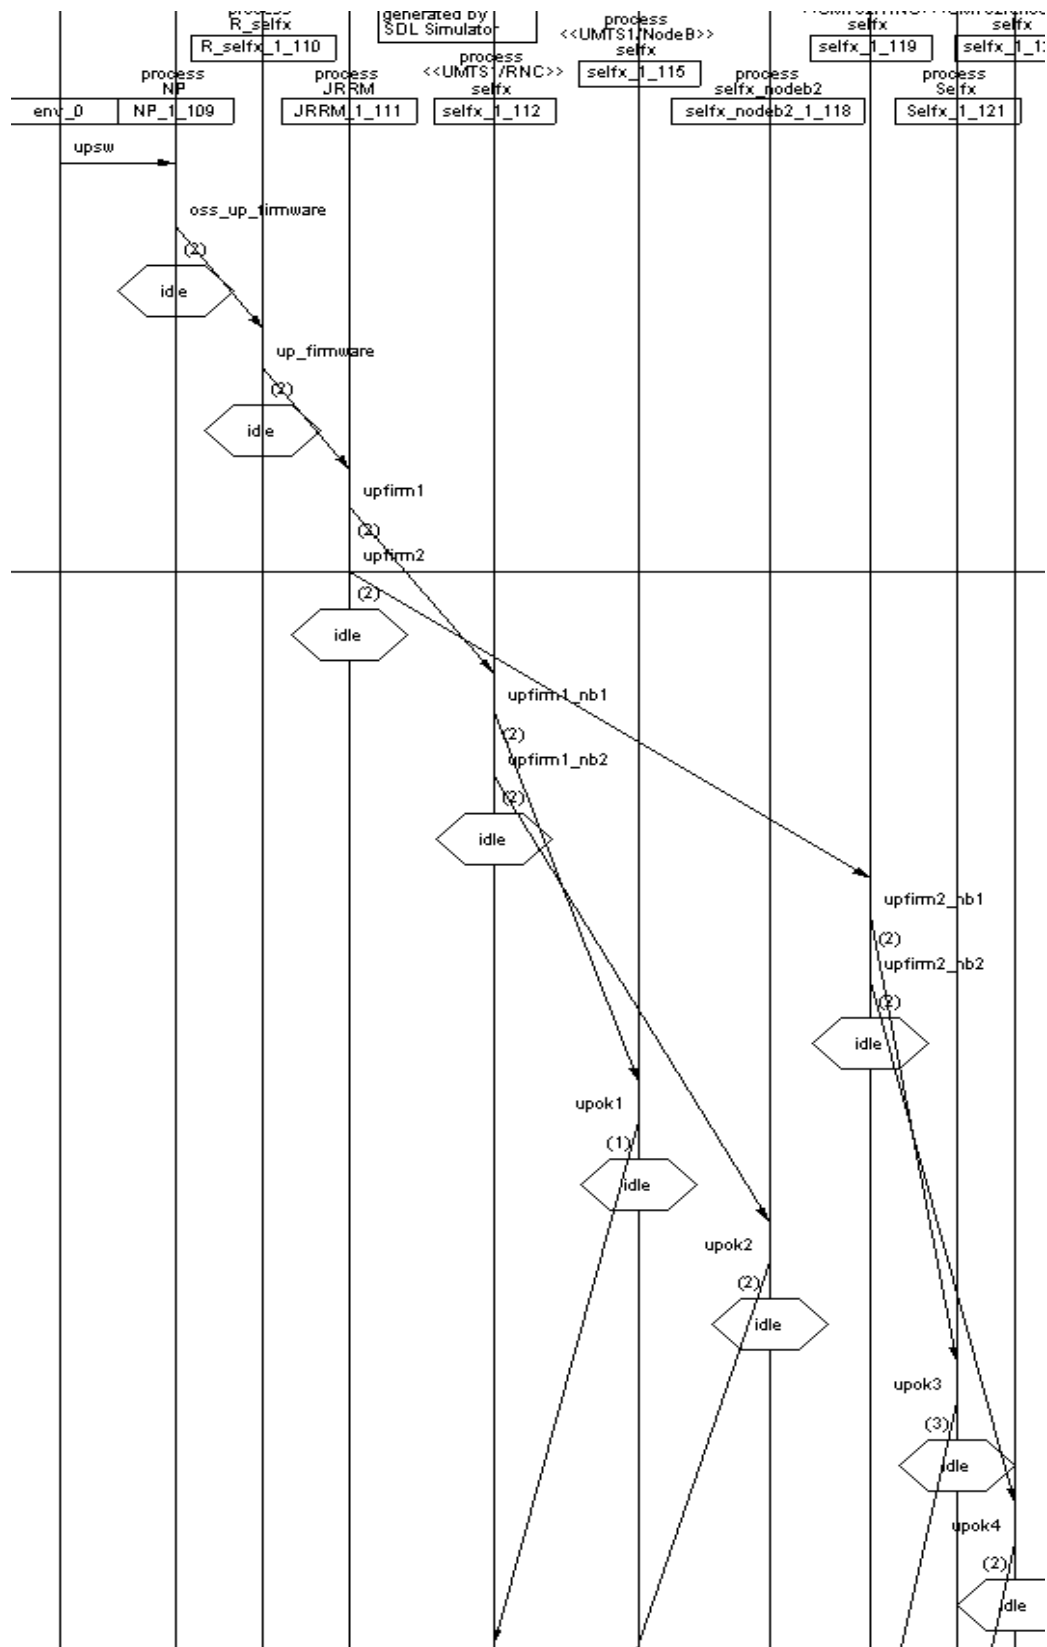 process
R_selfx
R_selfx_1_110
generated by
SDL Simulator
process
<<UMTS1/NodeB>>
selfx
selfx_1_115
selfx
selfx_1_119
selfx
process
NP
NP_1_109
env_0
process
JRRM
JRRM_1_111
process
<<UMTS1/RNC>>
selfx
selfx_1_112
process
selfx_nodeb2
selfx_nodeb2_1_118
process
Selfx
Selfx_1_121
upsw
oss_up_firmware
(2)
idle
up_firmware
(2)
idle
upfirm1
(2)
upfirm2
(2)
idle
upfirm1_nb1
(2)
upfirm1_nb2
(2)
idle
upfirm2_nb1
(2)
upfirm2_nb2
(2)
idle
upok1
(1)
idle
upok2
(2)
idle
upok3
(3)
idle
upok4
(2)
idle